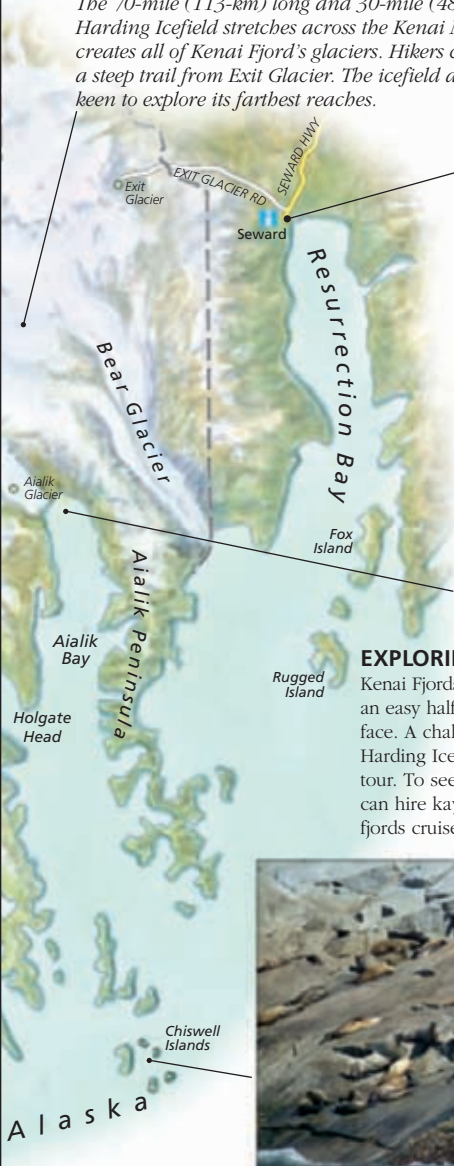 The 70-mile (113-km) long and 30-mile (48
Harding Icefield stretches across the Kenai
creates all of Kenai Fjord's glaciers. Hikers
a steep trail from Exit Glacier. The icefield
keen to explore its farthest reaches.
SEWARD HWY
EXIT GLACIER RD
Exit
Glacier
Seward
Resurrection Bay
Bear Glacier
Aialik
Glacier
Fox
Island
Aialik Peninsula
Aialik
Bay
Rugged
Island
Holgate
Head
Kenai Fjords
an easy half
face. A chal
Harding Ice
tour. To see
can hire kay
fjords cruise
Chiswell
Islands
Alaska